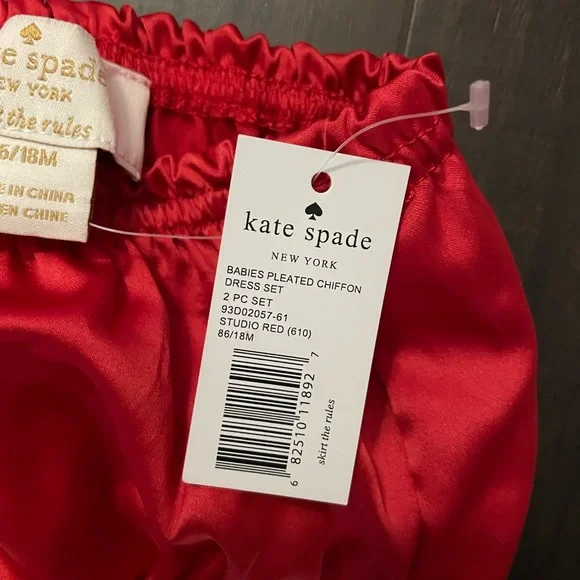 e spade
NEW YORK
the rules
6/18M
IN CHINA
EN CHINE
kate spade
NEW YORK
BABIES PLEATED CHIFFON
DRESS SET
2 PC SET
93D02057-61
STUDIO RED (610)
86/18M
6 82510 11892 7
skirt the rules